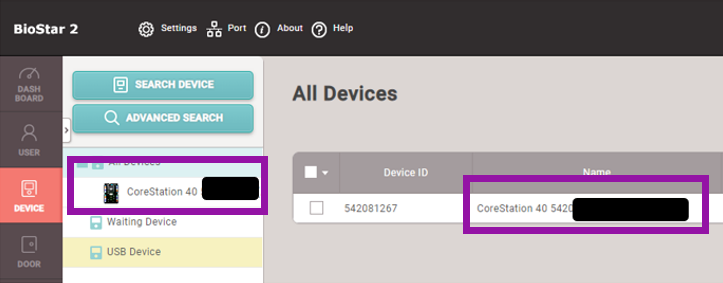 BioStar 2
Settings
Port
About
Help
DASH
BOARD
USER
DEVICE
DOOR
SEARCH DEVICE
ADVANCED SEARCH
All Devices
CoreStation 40
Waiting Device
USB Device
All Devices
Device ID
Name
542081267
CoreStation 40 5420